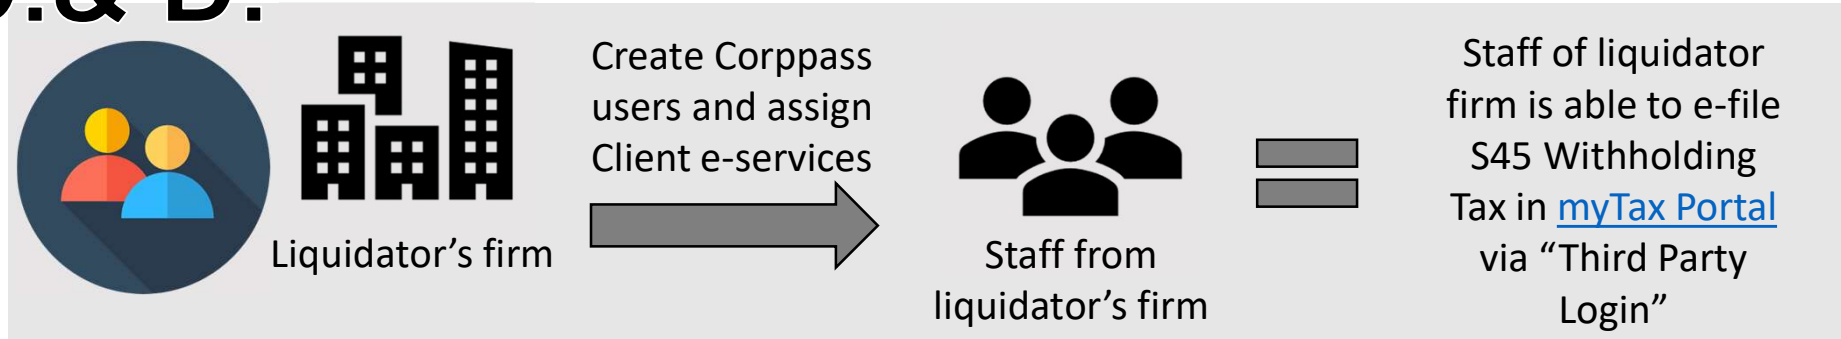 Liquidator’s firm
Create Corppass
users and assign
Client e-services
Staff from
liquidator’s firm
Staff of liquidator
firm is able to e-file
S45 Withholding
Tax in myTax Portal
via “Third Party
Login”